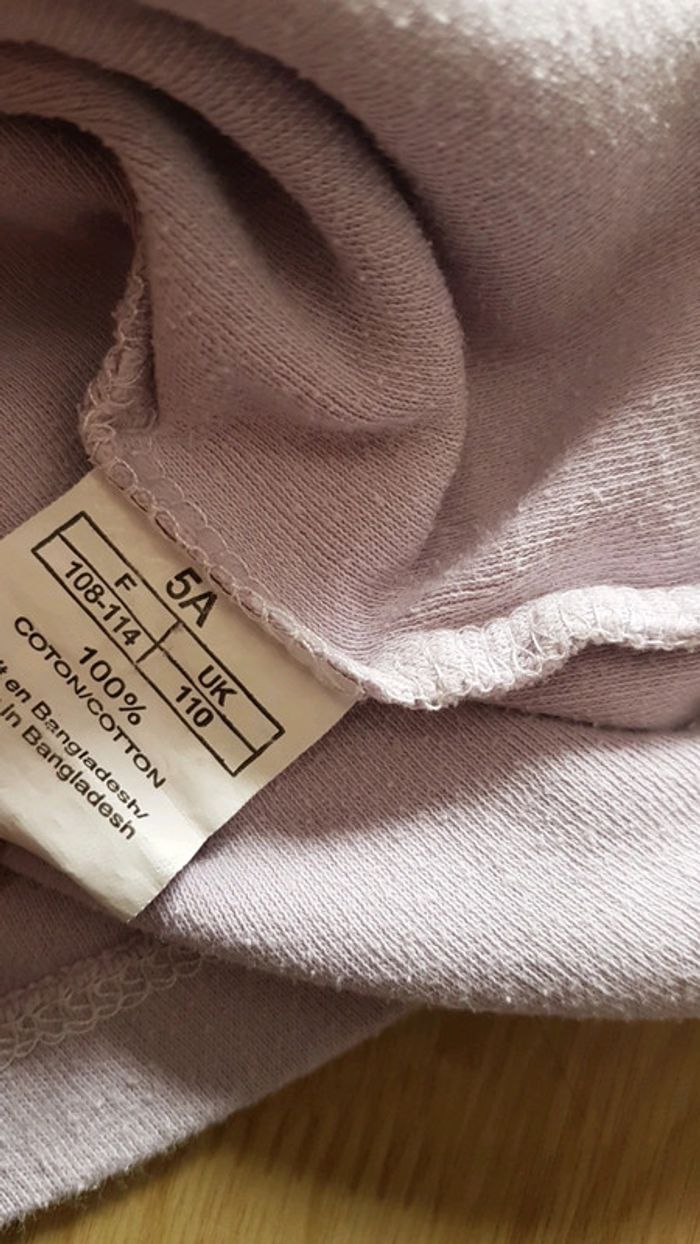 5A
F UK
108-114 110
100%
COTON/COTTON
en Bangladesh/
in Bangladesh